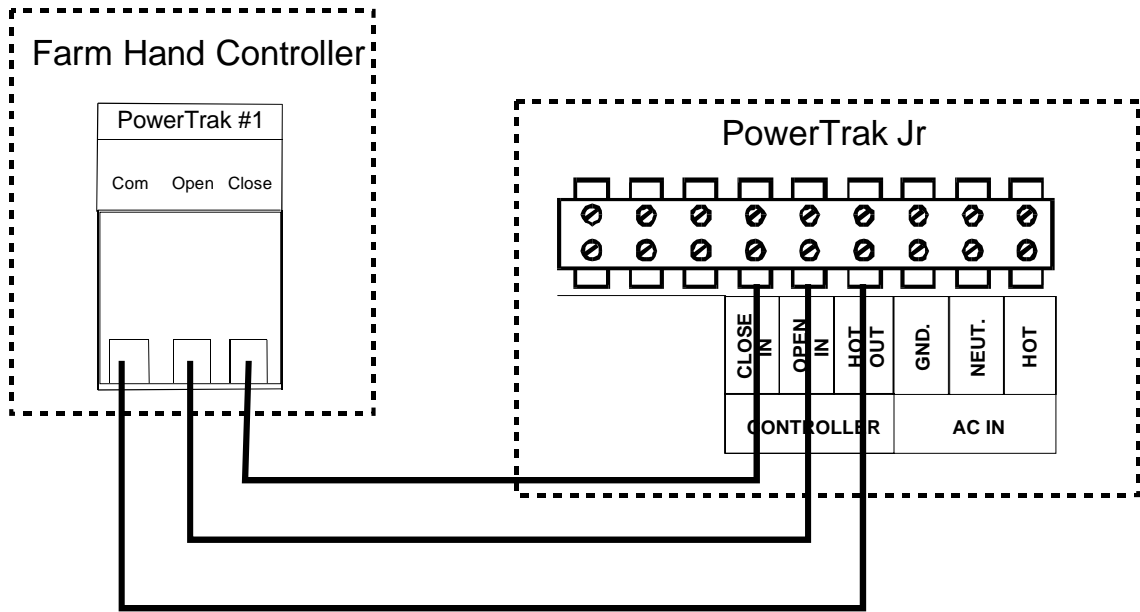 Farm Hand Controller
PowerTrak #1
Com Open Close
PowerTrak Jr
CLOSE IN
OPEN IN
HOT OUT
GND.
NEUT.
HOT
CONTROLLER
AC IN